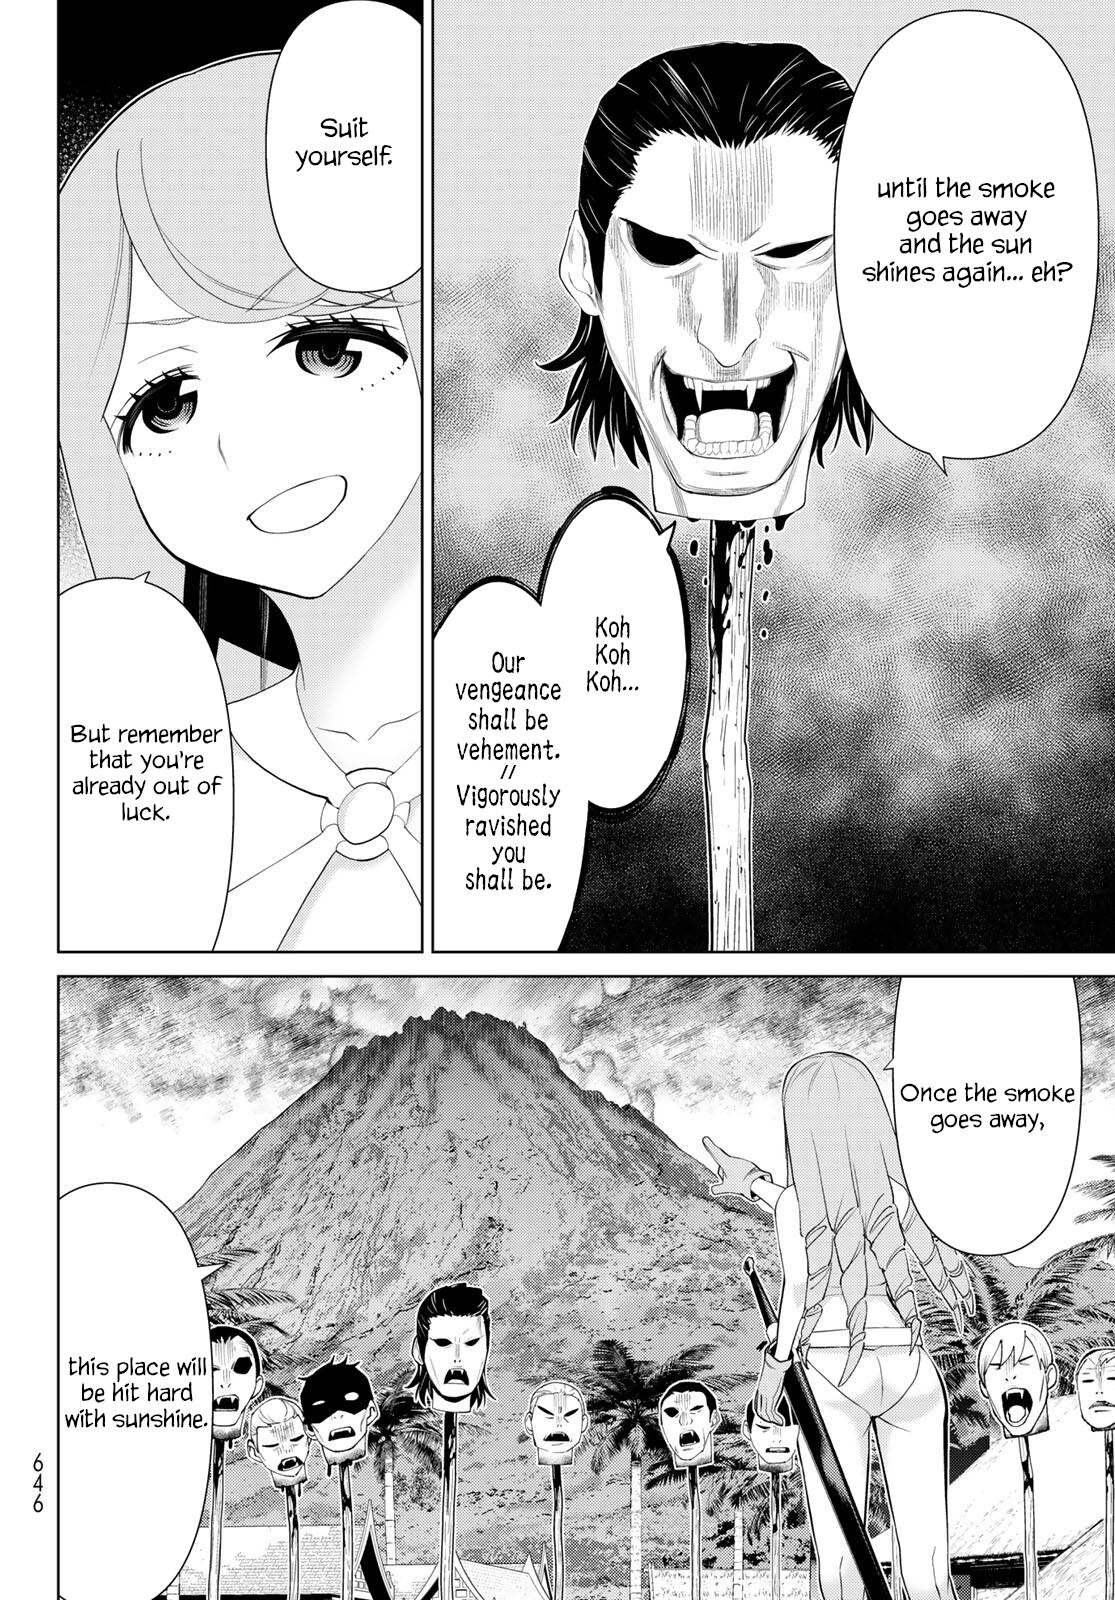 until the smoke
goes away
and the sun
shines again... eh?
Koh
Koh
Koh...
Our
vengeance
shall be
vehement.
//
Vigorously
ravished
you
shall be.
Suit
yourself.
But remember
that you're
already out of
luck.
Once the smoke
goes away,
this place will
be hit hard
with sunshine.
646